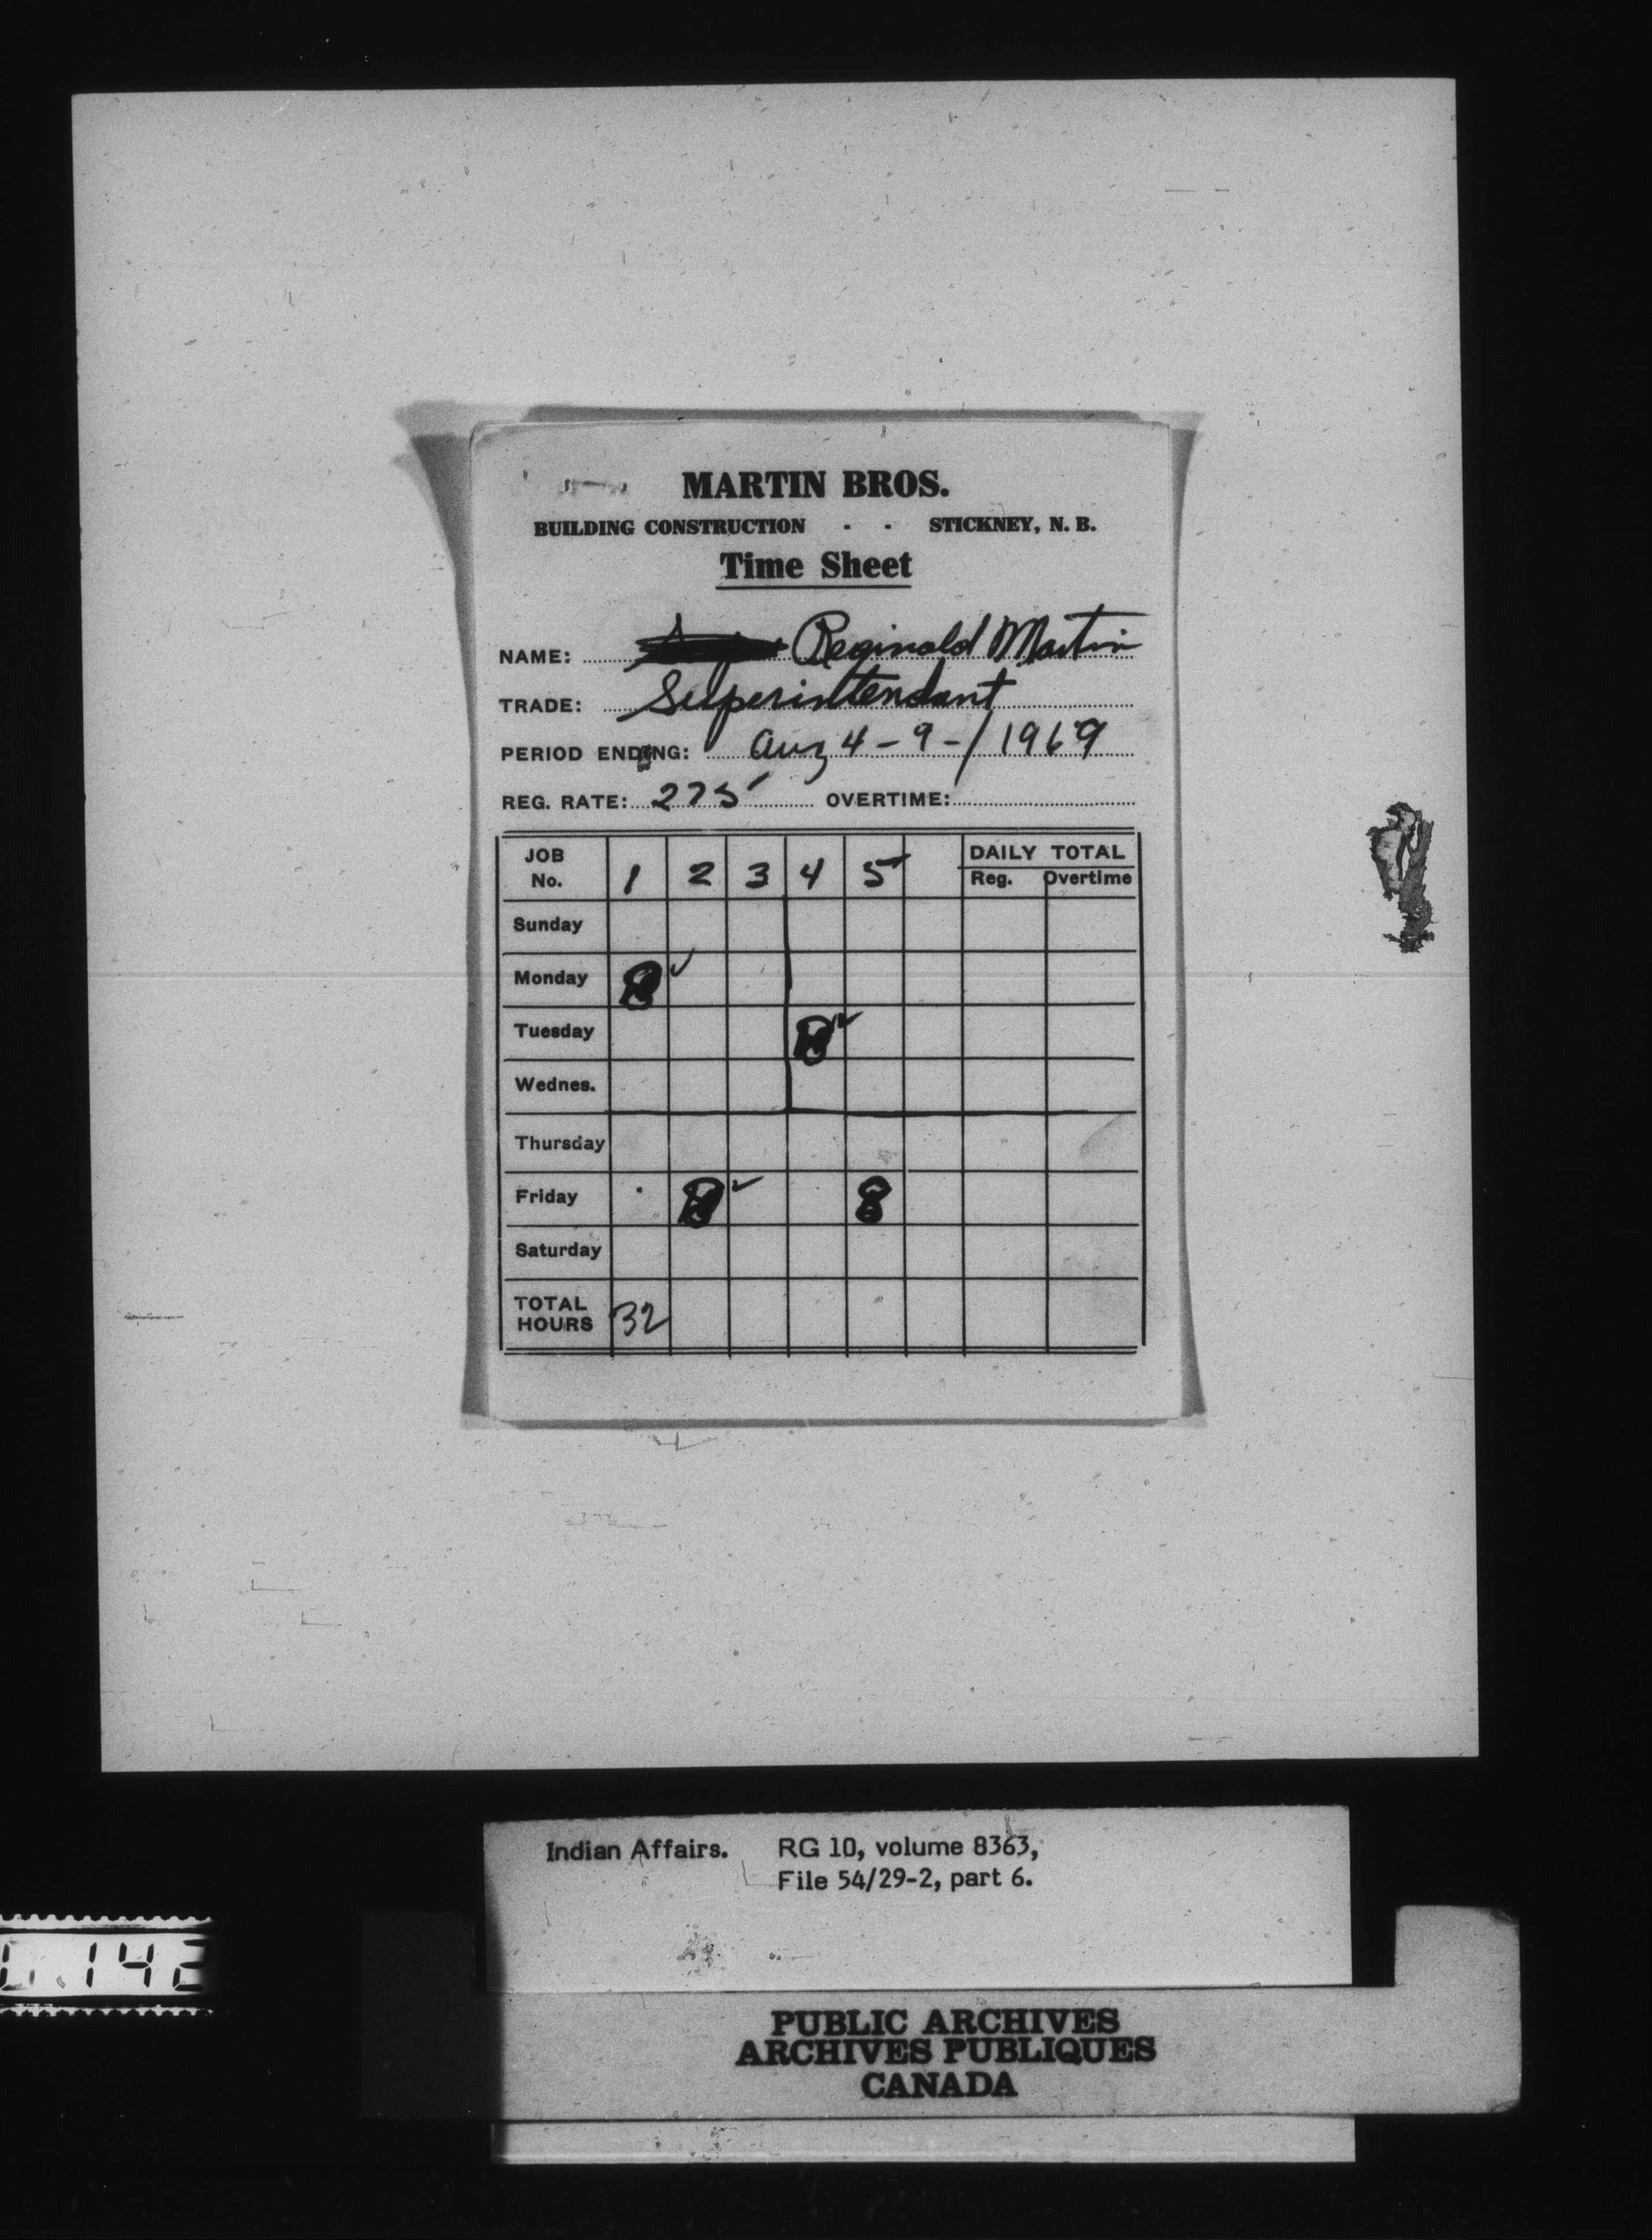 MARTIN BROS.
BUILDING CONSTRUCTION - - STICKNEY, N. B.
Time Sheet
NAME: Reginald Martin
TRADE: Superintendant
PERIOD ENDING: Aug 4 - 9 - / 1969
REG. RATE: 275 OVERTIME:
JOB No. 1 2 3 4 5 DAILY TOTAL
Reg. Overtime
Sunday
Monday 8 ✓
Tuesday 8 ✓
Wednes.
Thursday
Friday 8 ✓ 8
Saturday
TOTAL HOURS 32
Indian Affairs. RG 10, volume 8363,
File 54/29-2, part 6.
142
PUBLIC ARCHIVES
ARCHIVES PUBLIQUES
CANADA